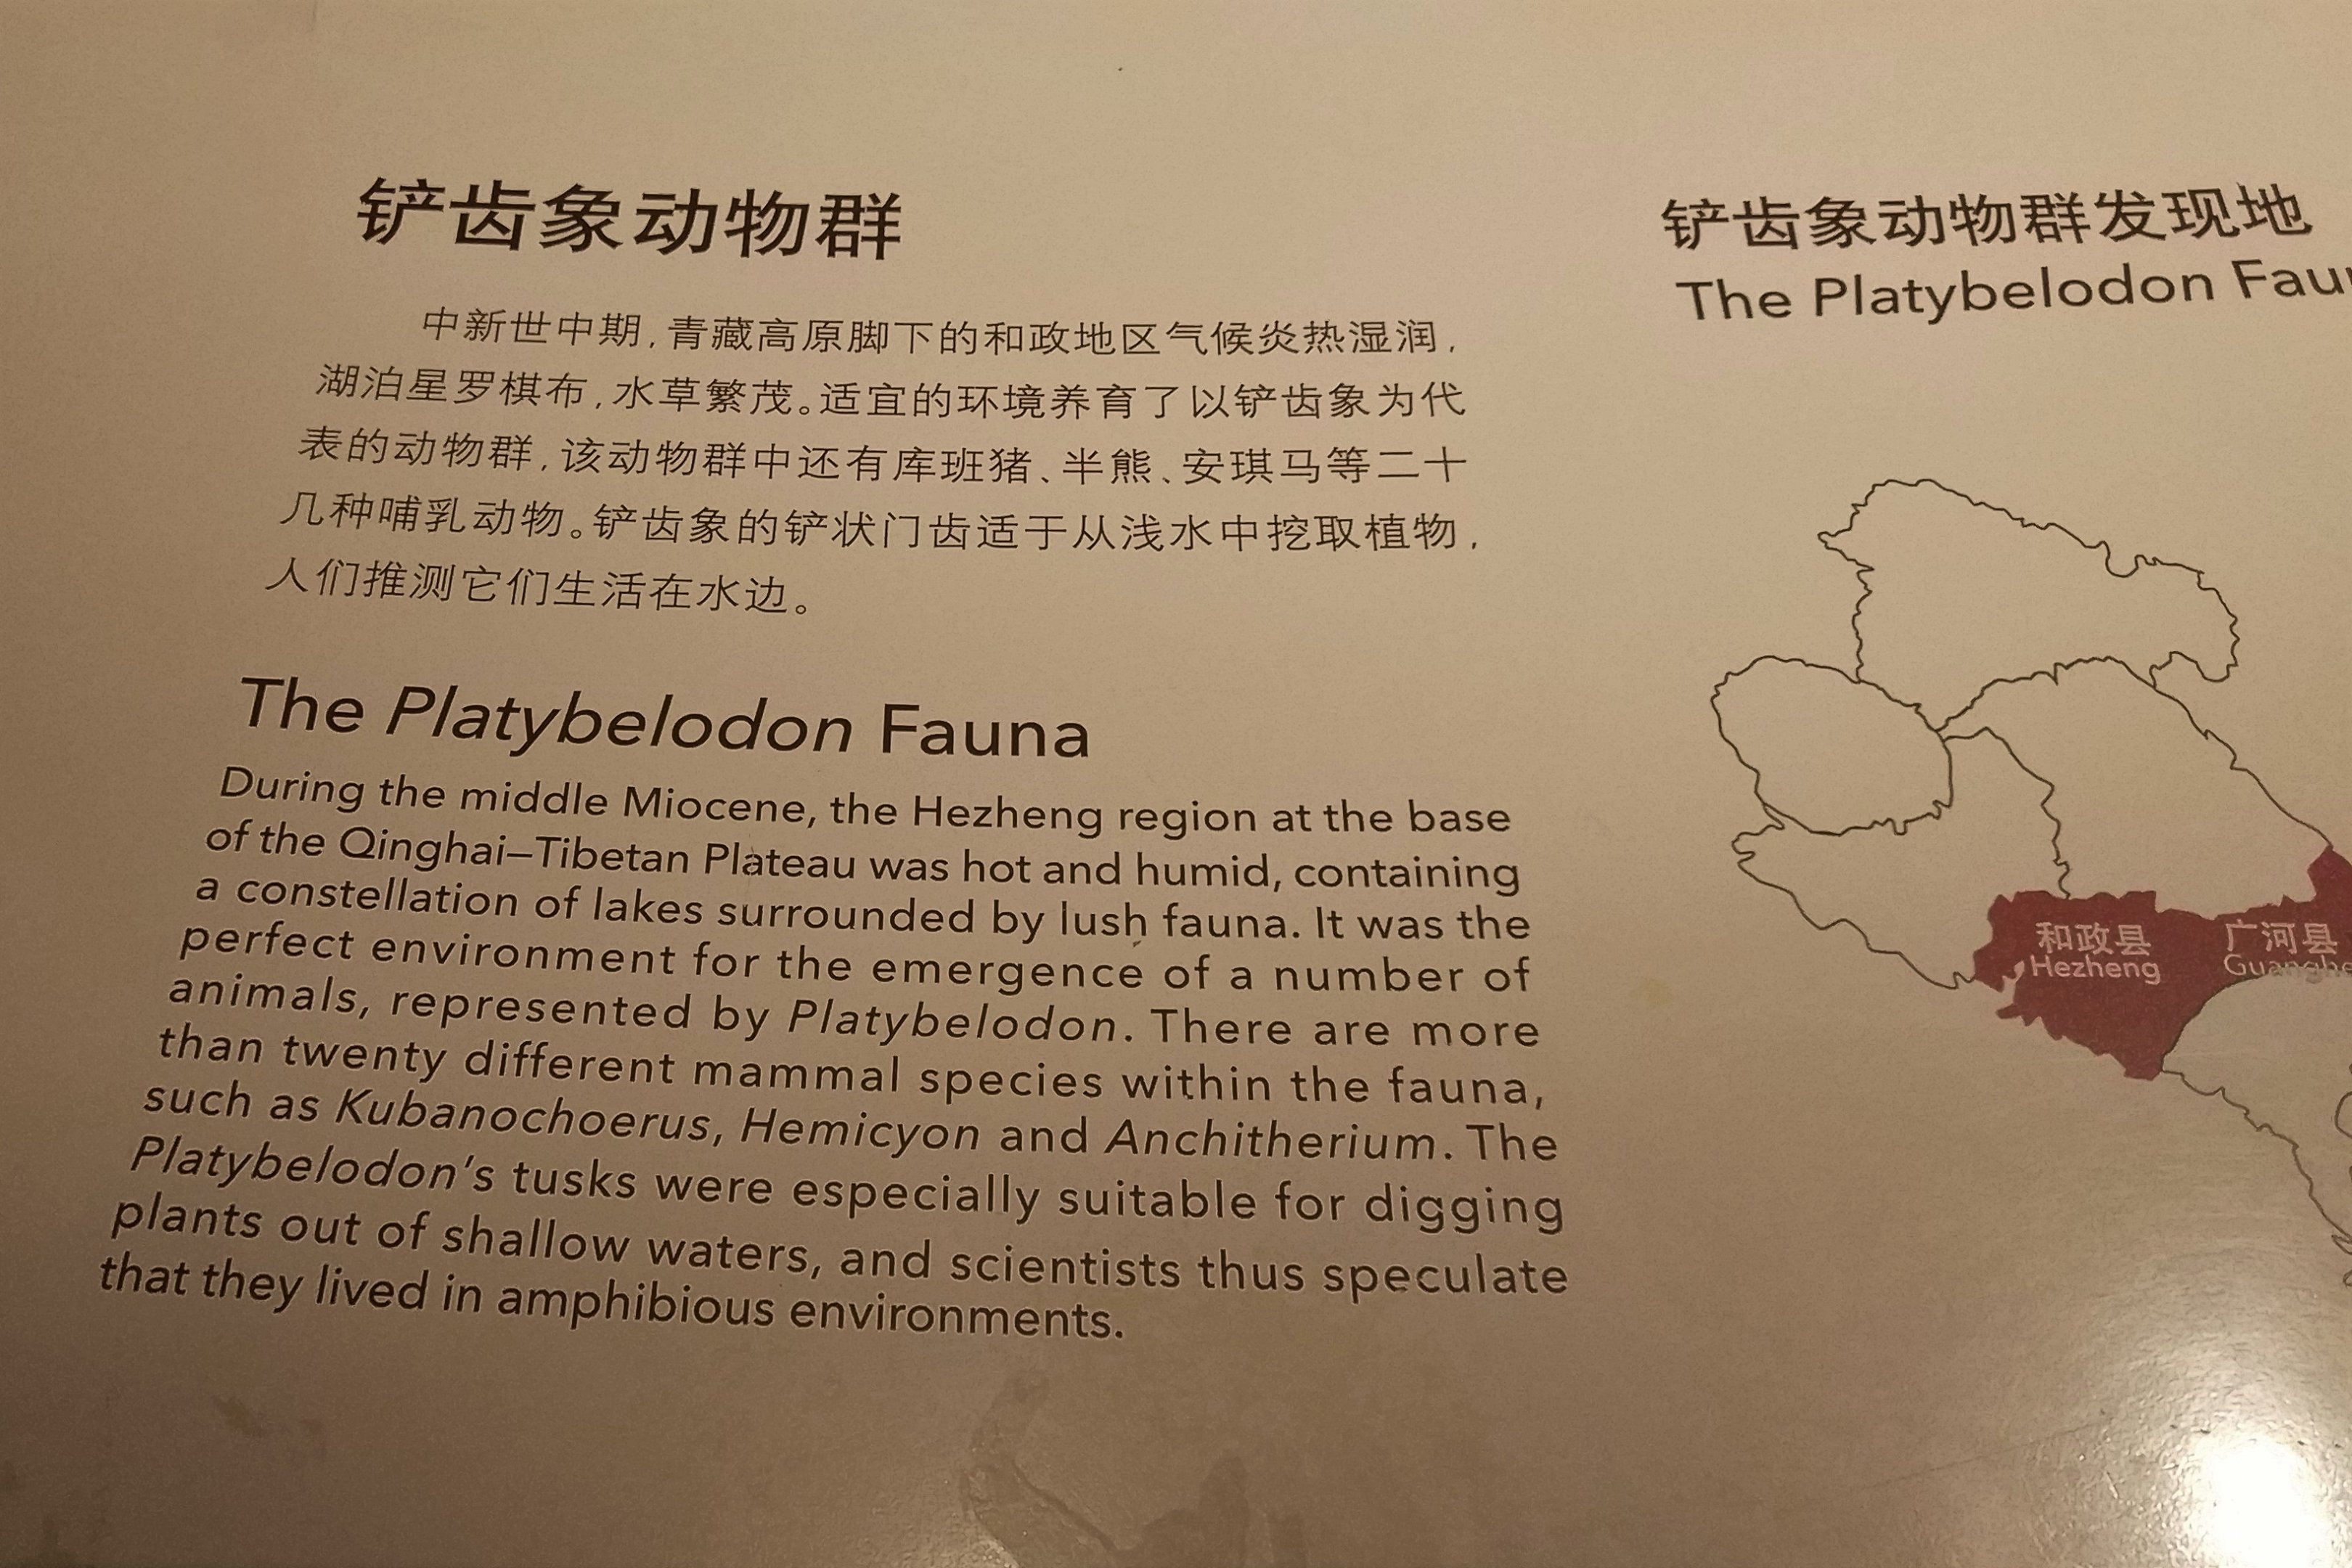 铲齿象动物群
中新世中期,青藏高原脚下的和政地区气候炎热湿润,
湖泊星罗棋布,水草繁茂。适宜的环境养育了以铲齿象为代
表的动物群,该动物群中还有库班猪、半熊、安琪马等二十
几种哺乳动物。铲齿象的铲状门齿适于从浅水中挖取植物,
人们推测它们生活在水边。
The Platybelodon Fauna
During the middle Miocene, the Hezheng region at the base
of the Qinghai–Tibetan Plateau was hot and humid, containing
a constellation of lakes surrounded by lush fauna. It was the
perfect environment for the emergence of a number of
animals, represented by Platybelodon. There are more
than twenty different mammal species within the fauna,
such as Kubanochoerus, Hemicyon and Anchitherium. The
Platybelodon's tusks were especially suitable for digging
plants out of shallow waters, and scientists thus speculate
that they lived in amphibious environments.
铲齿象动物群发现地
The Platybelodon
和政县
Hezheng
广河县